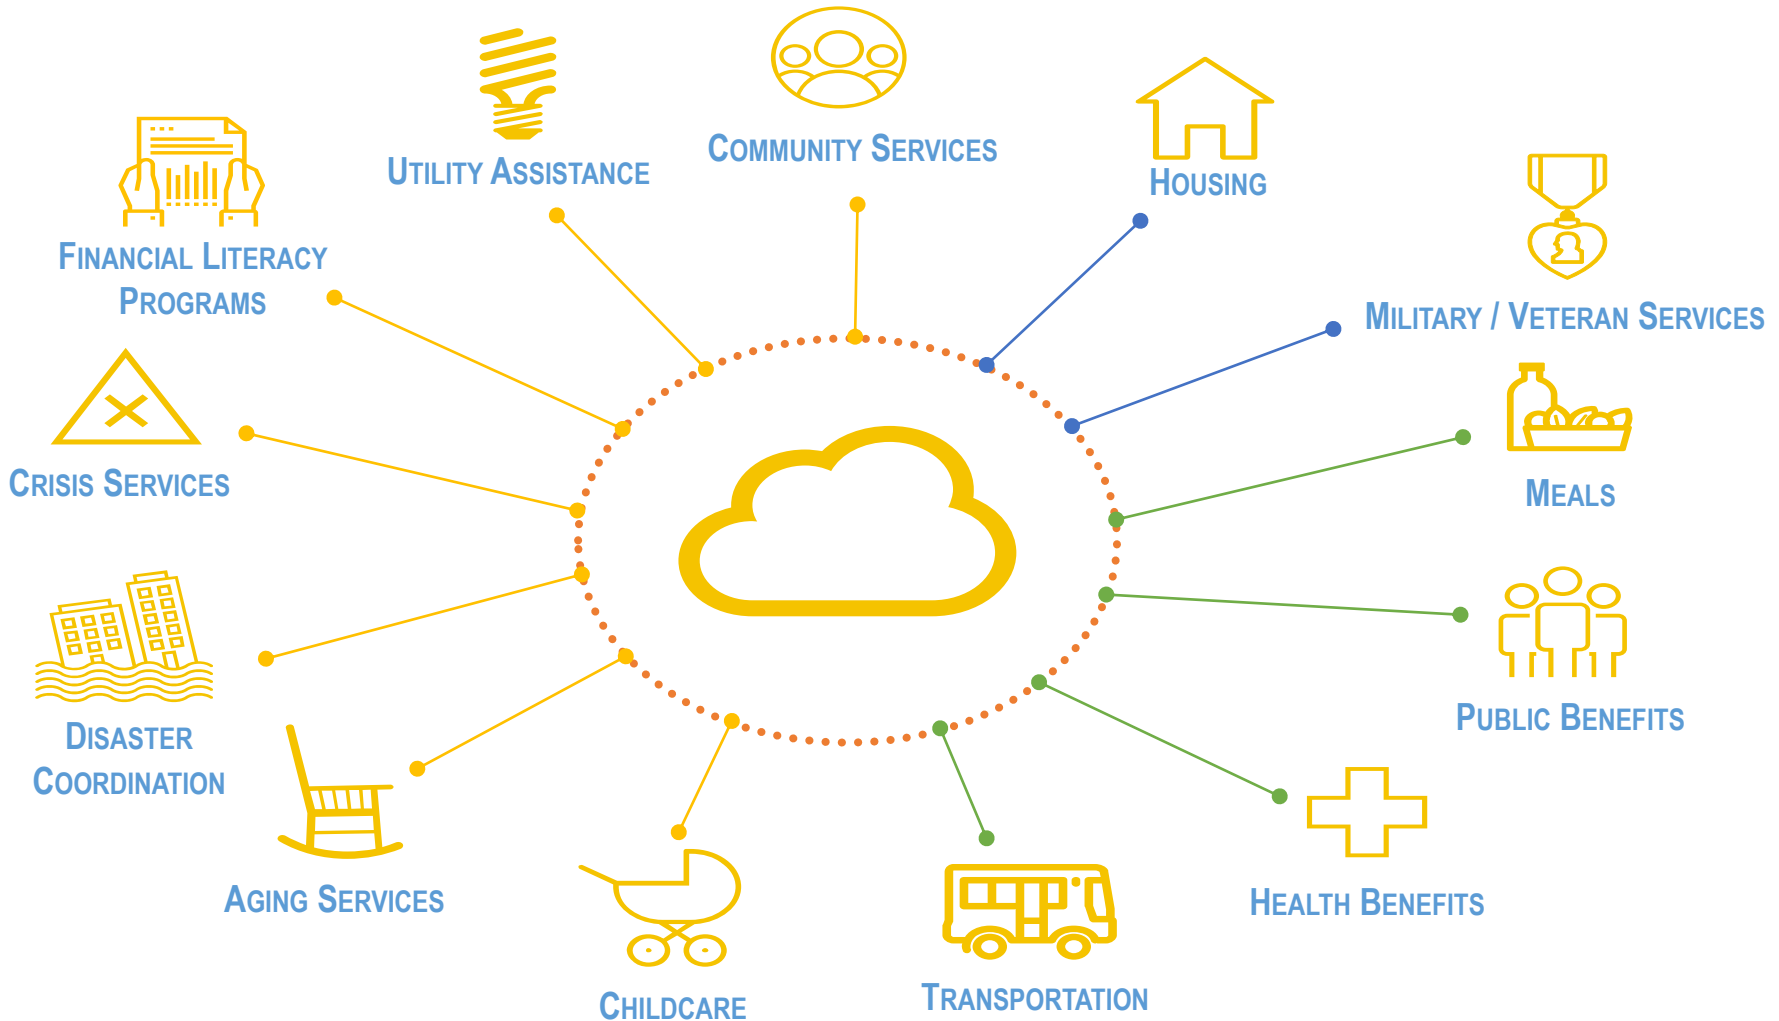 Community Services
Utility Assistance
Housing
Financial Literacy
Programs
Military / Veteran Services
Crisis Services
Meals
Disaster
Coordination
Public Benefits
Aging Services
Health Benefits
Childcare
Transportation